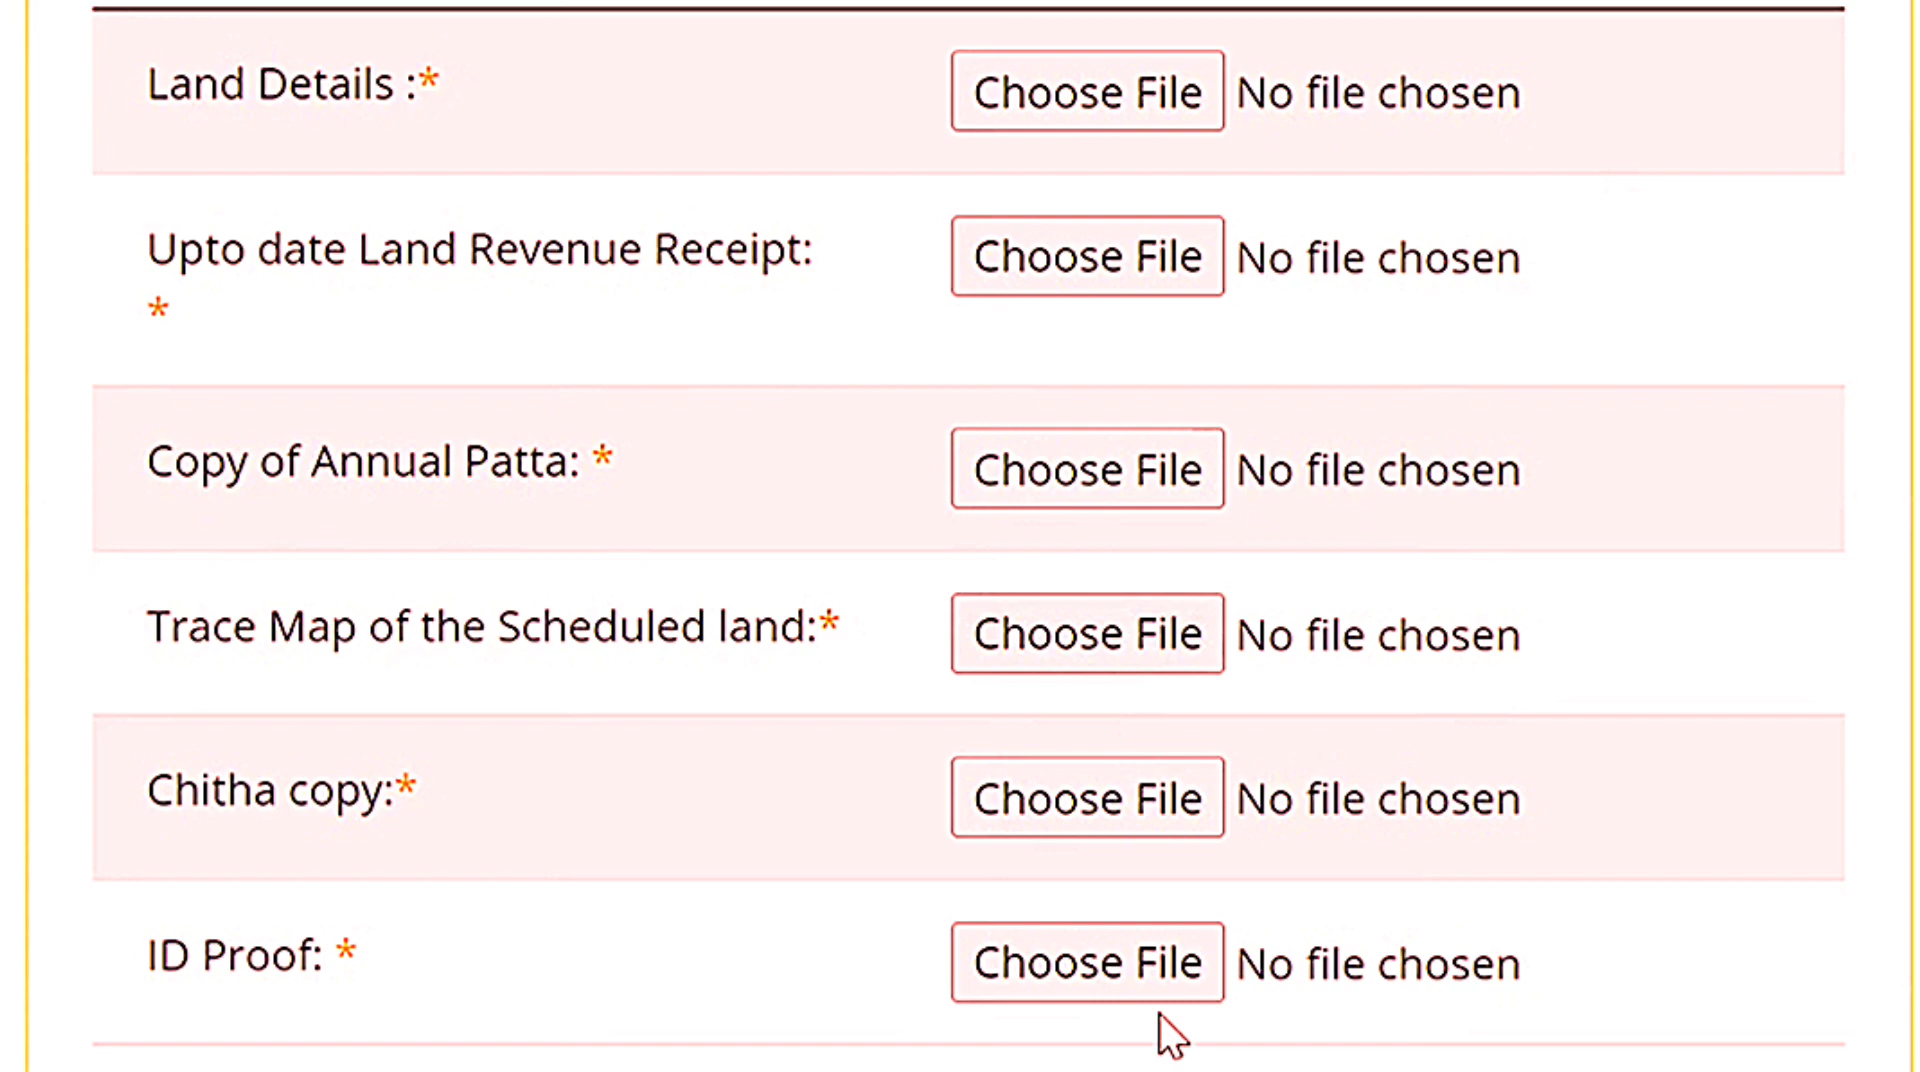 Land Details :* Choose File No file chosen
Upto date Land Revenue Receipt: Choose File No file chosen
*
Copy of Annual Patta: * Choose File No file chosen
Trace Map of the Scheduled land:* Choose File No file chosen
Chitha copy:* Choose File No file chosen
ID Proof: * Choose File No file chosen